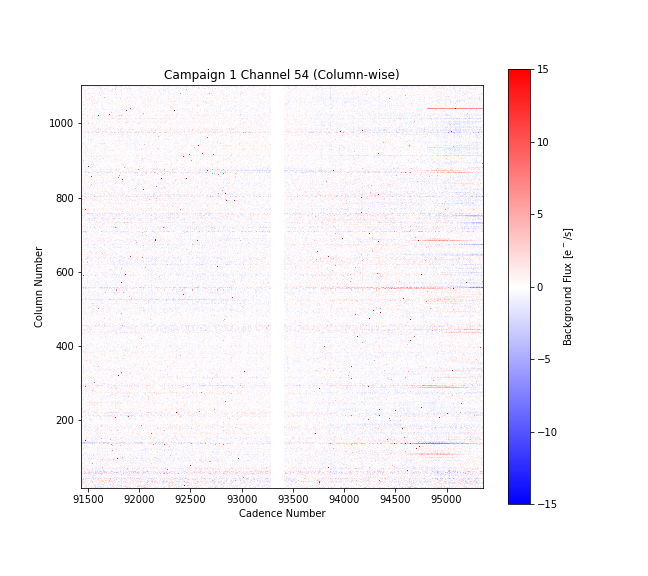 Campaign 1 Channel 54 (Column-wise)
1000
800
600
400
200
Column Number
91500 92000 92500 93000 93500 94000 94500 95000
Cadence Number
15
10
5
0
−5
−10
−15
Background Flux [e⁻/s]